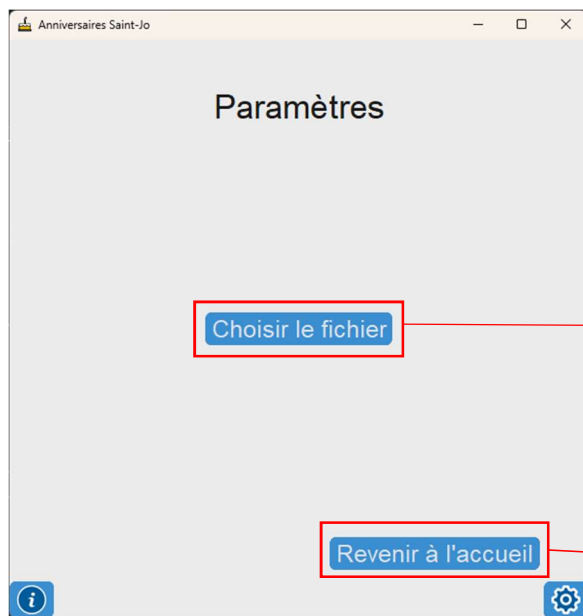 Anniversaires Saint-Jo
Paramètres
Choisir le fichier
Revenir à l'accueil
i